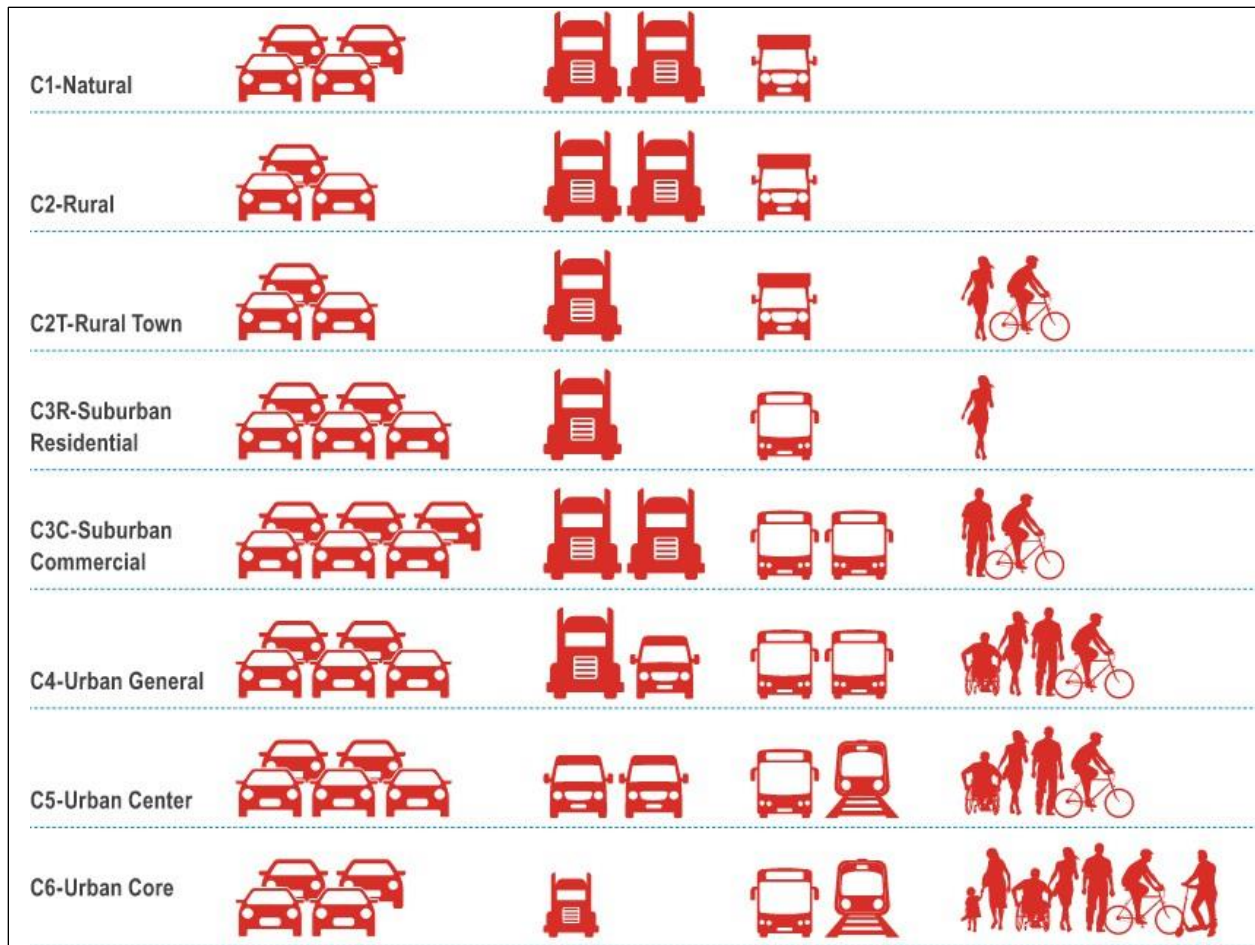 C1-Natural
C2-Rural
C2T-Rural Town
C3R-Suburban
Residential
C3C-Suburban
Commercial
C4-Urban General
C5-Urban Center
C6-Urban Core